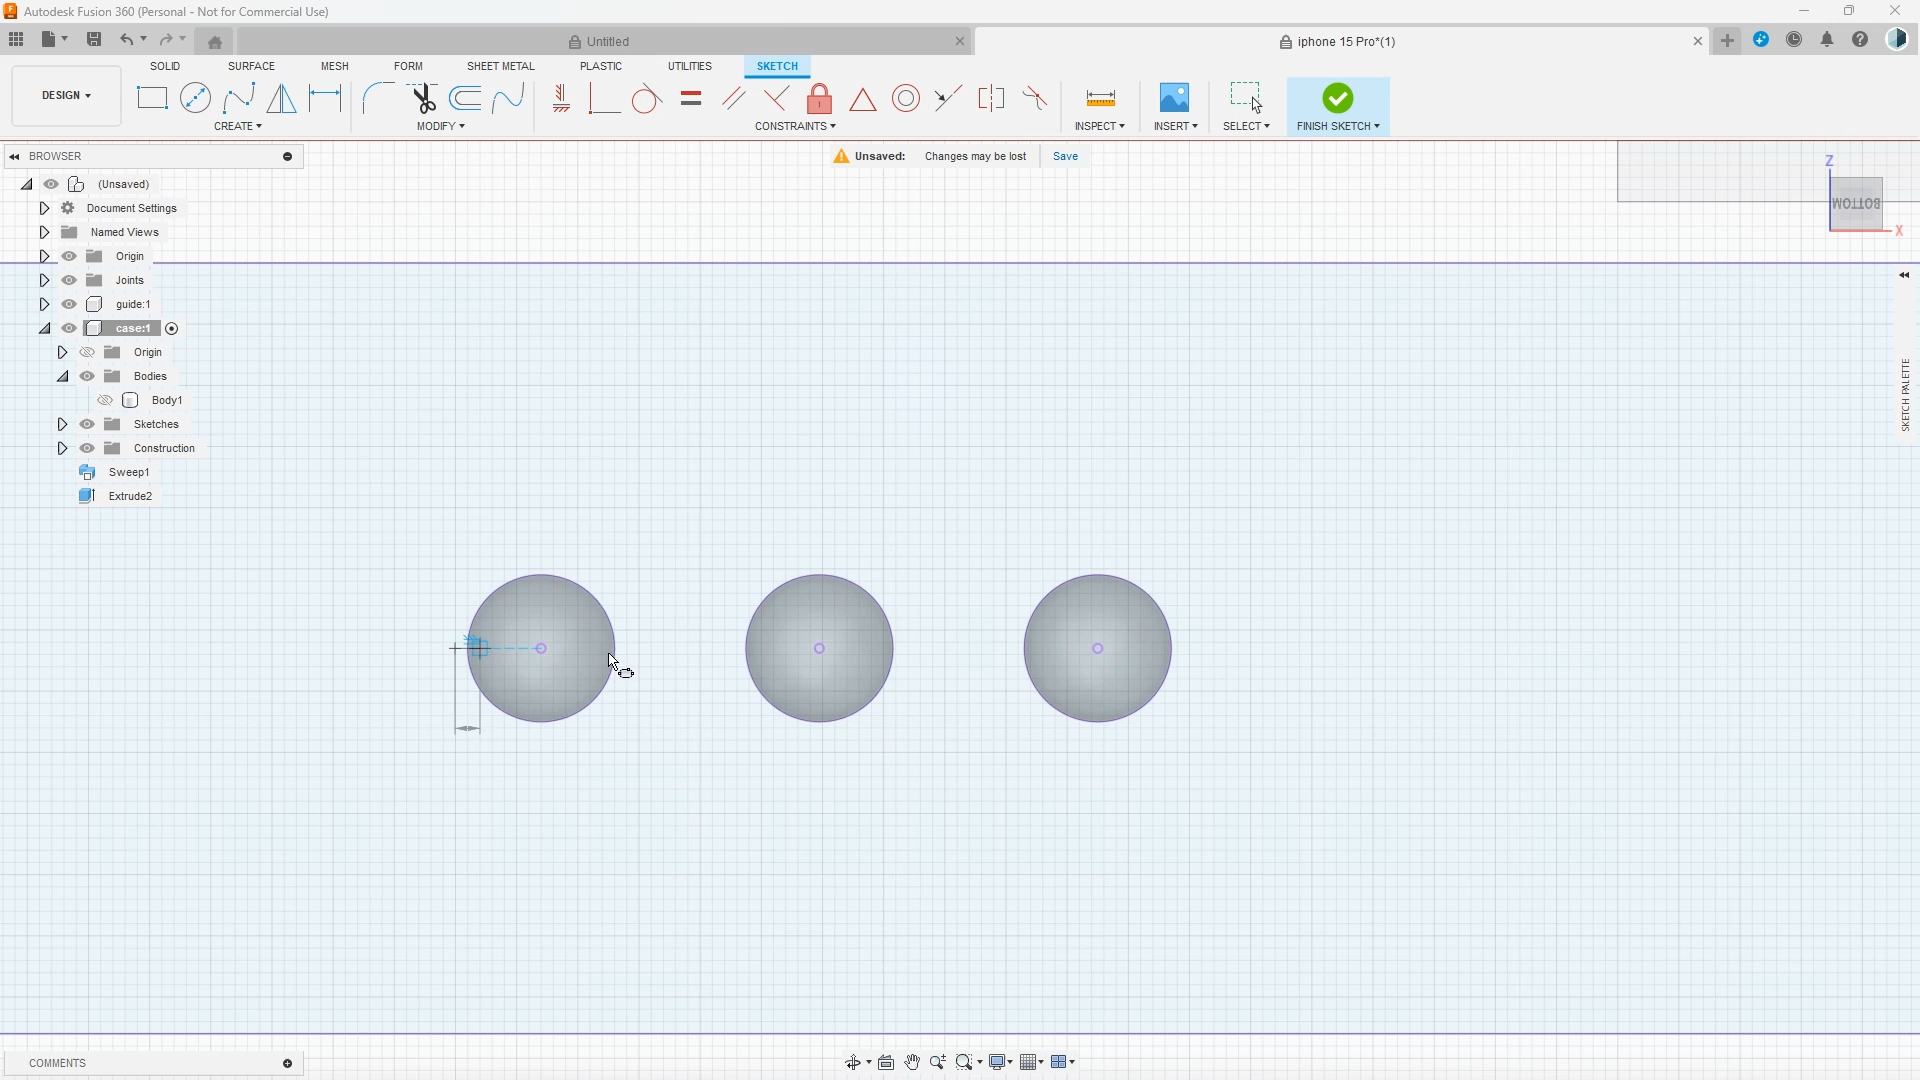 Autodesk Fusion 360 (Personal - Not for Commercial Use)
Untitled
iphone 15 Pro*(1)
SOLID SURFACE MESH FORM SHEET METAL PLASTIC UTILITIES SKETCH
DESIGN
CREATE MODIFY CONSTRAINTS INSPECT INSERT SELECT FINISH SKETCH
BROWSER
Unsaved: Changes may be lost Save
(Unsaved)
Document Settings
Named Views
Origin
Joints
guide:1
case:1
Origin
Bodies
Body1
Sketches
Construction
Sweep1
Extrude2
Z
BOTTOM
X
SKETCH PALETTE
COMMENTS